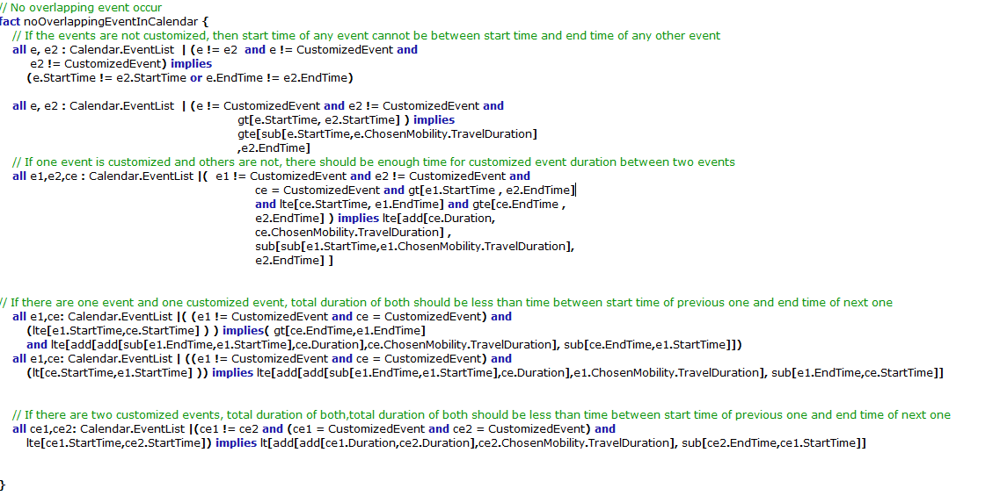 // No overlapping event occur
fact noOverlappingEventInCalendar {
// If the events are not customized, then start time of any event cannot be between start time and end time of any other event
all e, e2 : Calendar.EventList | (e != e2 and e != CustomizedEvent and
e2 != CustomizedEvent) implies
(e.StartTime != e2.StartTime or e.EndTime != e2.EndTime)
all e, e2 : Calendar.EventList | (e != CustomizedEvent and e2 != CustomizedEvent and
gt[e.StartTime, e2.StartTime] ) implies
gte[sub[e.StartTime,e.ChosenMobility.TravelDuration]
,e2.EndTime]
// If one event is customized and others are not, there should be enough time for customized event duration between two events
all e1,e2,ce : Calendar.EventList |( e1 != CustomizedEvent and e2 != CustomizedEvent and
ce = CustomizedEvent and gt[e1.StartTime , e2.EndTime]
and lte[ce.StartTime, e1.EndTime] and gte[ce.EndTime ,
e2.EndTime] ) implies lte[add[ce.Duration,
ce.ChosenMobility.TravelDuration] ,
sub[sub[e1.StartTime,e1.ChosenMobility.TravelDuration],
e2.EndTime] ]
// If there are one event and one customized event, total duration of both should be less than time between start time of previous one and end time of next one
all e1,ce: Calendar.EventList |( (e1 != CustomizedEvent and ce = CustomizedEvent) and
(lte[e1.StartTime,ce.StartTime] ) ) implies( gt[ce.EndTime,e1.EndTime]
and lte[add[add[sub[e1.EndTime,e1.StartTime],ce.Duration],ce.ChosenMobility.TravelDuration], sub[ce.EndTime,e1.StartTime]])
all e1,ce: Calendar.EventList | ((e1 != CustomizedEvent and ce = CustomizedEvent) and
(lt[ce.StartTime,e1.StartTime] )) implies lte[add[add[sub[e1.EndTime,e1.StartTime],ce.Duration],e1.ChosenMobility.TravelDuration], sub[e1.EndTime,ce.StartTime]]
// If there are two customized events, total duration of both,total duration of both should be less than time between start time of previous one and end time of next one
all ce1,ce2: Calendar.EventList |(ce1 != ce2 and (ce1 = CustomizedEvent and ce2 = CustomizedEvent) and
lte[ce1.StartTime,ce2.StartTime]) implies lt[add[add[ce1.Duration,ce2.Duration],ce2.ChosenMobility.TravelDuration], sub[ce2.EndTime,ce1.StartTime]]
}